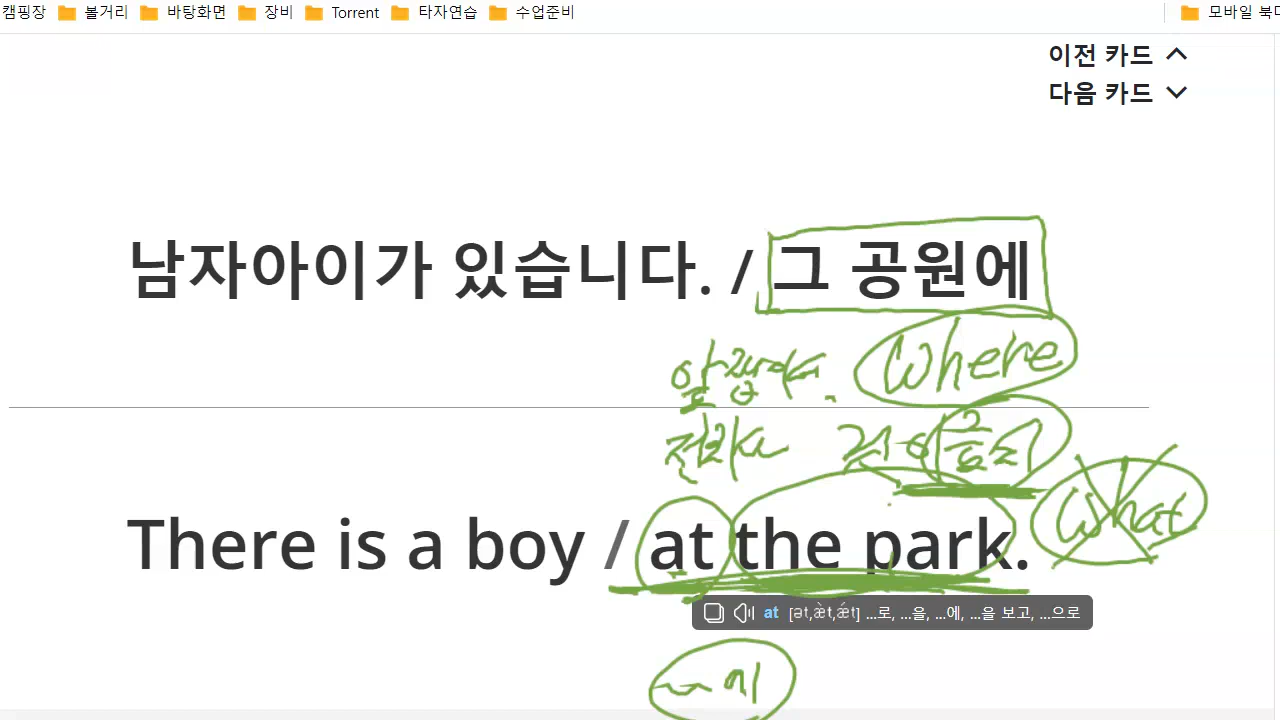 캠핑장 볼거리 바탕화면 장비 Torrent 타자연습 수업준비 모바일 북마
이전 카드
다음 카드
남자아이가 있습니다. / 그 공원에
Where
What
There is a boy / at the park.
at [ət,æ̀t,ǽt] ...로, ...을, ...에, ...을 보고, ...으로
~에